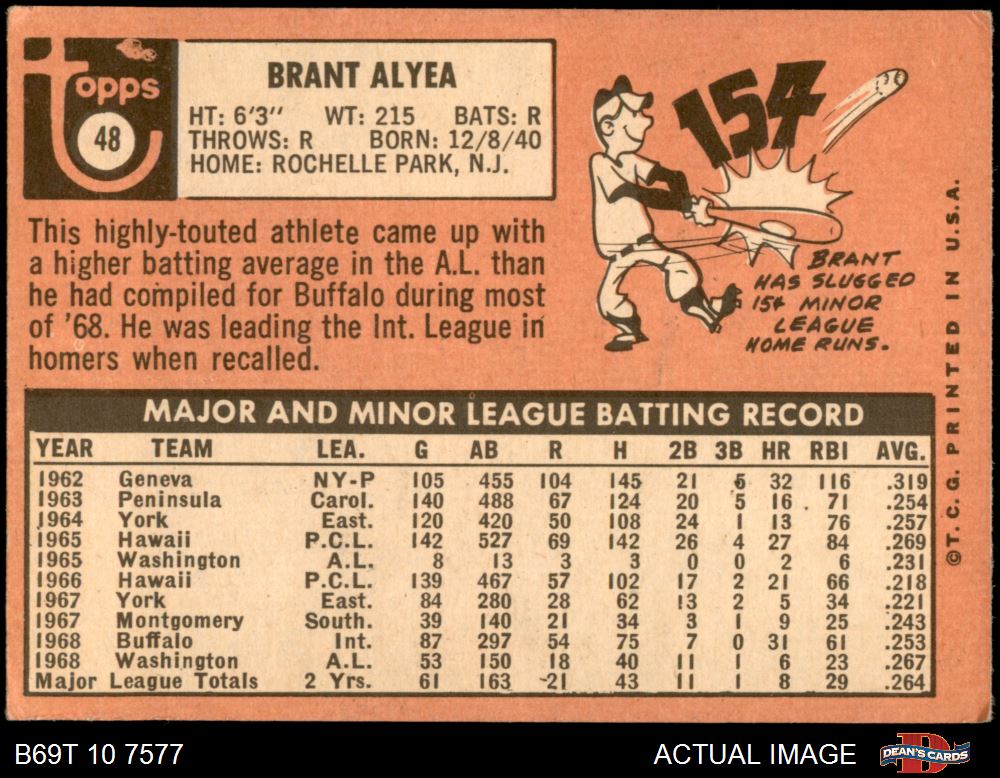 Topps
48
BRANT ALYEA
HT: 6'3" WT: 215 BATS: R
THROWS: R BORN: 12/8/40
HOME: ROCHELLE PARK, N.J.
This highly-touted athlete came up with
a higher batting average in the A.L. than
he had compiled for Buffalo during most
of '68. He was leading the Int. League in
homers when recalled.
154
BRANT
HAS SLUGGED
154 MINOR
LEAGUE
HOME RUNS.
©T.C.G. PRINTED IN U.S.A.
MAJOR AND MINOR LEAGUE BATTING RECORD
YEAR TEAM LEA. G AB R H 2B 3B HR RBI AVG.
1962 Geneva NY-P 105 455 104 145 21 32 116 .319
1963 Peninsula Carol. 140 488 67 124 20 5 16 71 .254
1964 York East. 120 420 50 108 24 1 13 76 .257
1965 Hawaii P.C.L. 142 527 69 142 26 4 27 84 .269
1965 Washington A.L. 8 13 3 3 0 0 2 6 .231
1966 Hawaii P.C.L. 139 467 57 102 17 2 21 66 .218
1967 York East. 84 280 28 62 13 2 5 34 .221
1967 Montgomery South. 39 140 21 34 3 1 9 25 .243
1968 Buffalo Int. 87 297 54 75 7 0 31 61 .253
1968 Washington A.L. 53 150 18 40 11 1 6 23 .267
Major League Totals 2 Yrs. 61 163 21 43 11 1 8 29 .264
B69T 10 7577
ACTUAL IMAGE
DEAN'S CARDS